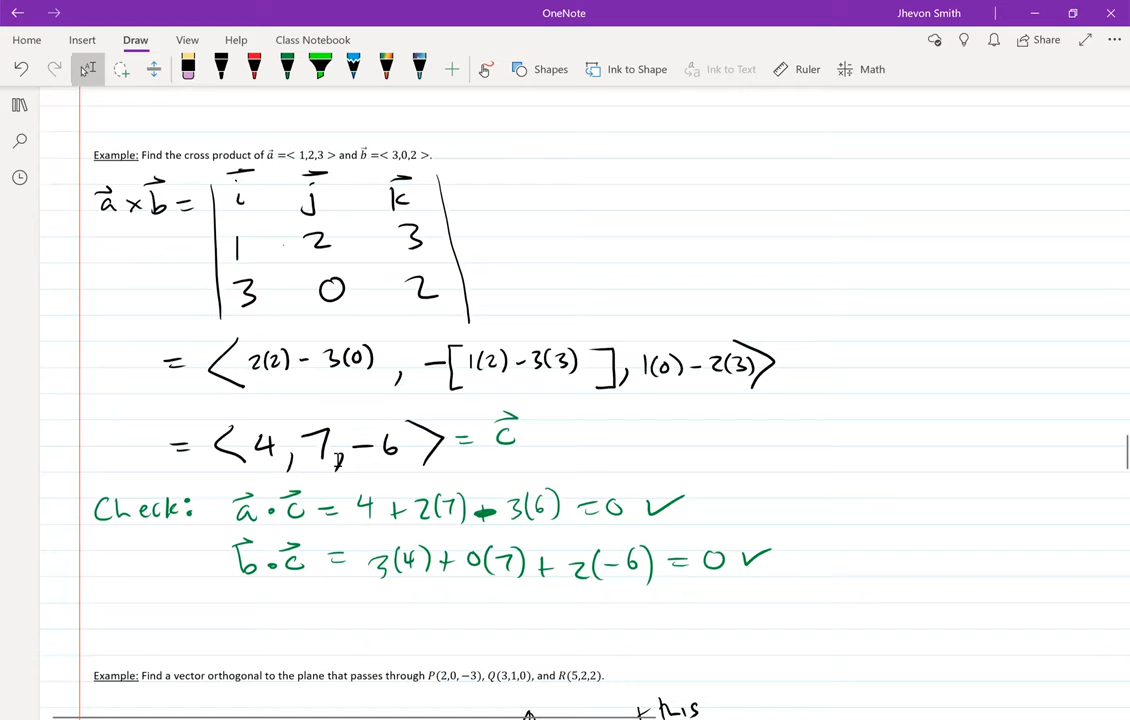 OneNote
Jhevon Smith
Home Insert Draw View Help Class Notebook Share
Shapes Ink to Shape Ink to Text Ruler Math
Example: Find the cross product of a⃗ =< 1,2,3 > and b⃗ =< 3,0,2 >.
a⃗ × b⃗ = | i⃗ j⃗ k⃗ |
1 2 3
3 0 2
= ⟨ 2(2) - 3(0) , -[ 1(2) - 3(3) ], 1(0) - 2(3) ⟩
= ⟨ 4, 7, -6 ⟩ = c⃗
Check: a⃗ · c⃗ = 4 + 2(7) - 3(6) = 0 ✓
b⃗ · c⃗ = 3(4) + 0(7) + 2(-6) = 0 ✓
Example: Find a vector orthogonal to the plane that passes through P(2,0,−3), Q(3,1,0), and R(5,2,2).
this